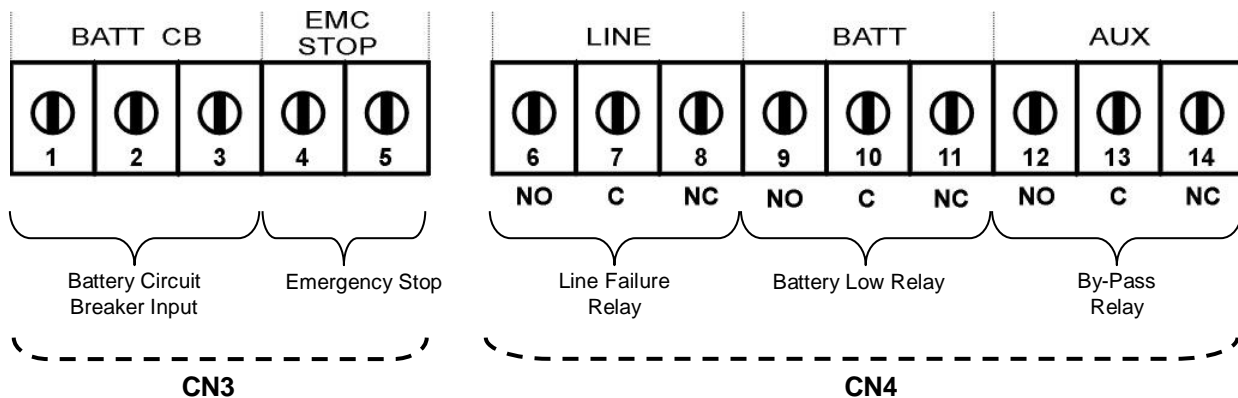 BATT CB
EMC
STOP
LINE
BATT
AUX
1 2 3 4 5
6 7 8 9 10 11 12 13 14
NO C NC NO C NC NO C NC
Battery Circuit
Breaker Input
Emergency Stop
Line Failure
Relay
Battery Low Relay
By-Pass
Relay
CN3
CN4